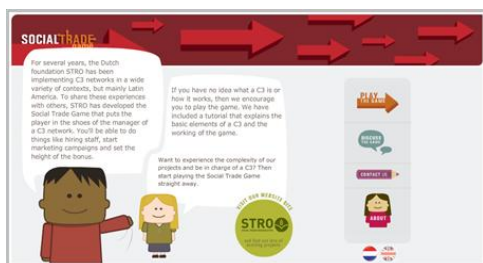 SOCIAL TRADE
GAME
For several years, the Dutch
foundation STRO has been
implementing C3 networks in a wide
variety of contexts, but mainly Latin
America. To share these experiences
with others, STRO has developed the
Social Trade Game that puts the
player in the shoes of the manager of
a C3 network. You'll be able to do
things like hiring staff, start
marketing campaigns and set the
height of the bonus.
If you have no idea what a C3 is or
how it works, then we encourage
you to play the game. We have
included a tutorial that explains the
basic elements of a C3 and the
working of the game.
Want to experience the complexity of our
projects and be in charge of a C3? Then
start playing the Social Trade Game
straight away.
VISIT OUR WEBSITE
STRO
PLAY
THE GAME
DISCOVER
THE GAME
CONTACT US
ABOUT